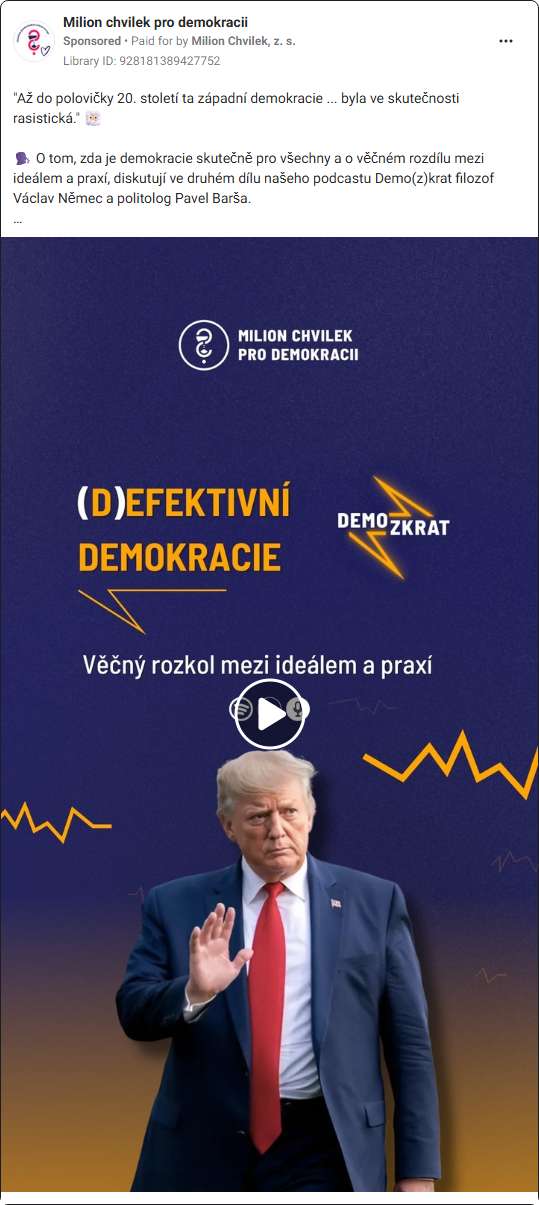 Milion chvilek pro demokracii
Sponsored • Paid for by Milion Chvilek, z. s.
Library ID: 928181389427752
"Až do polovičky 20. století ta západní demokracie ... byla ve skutečnosti
rasistická."
O tom, zda je demokracie skutečně pro všechny a o věčném rozdílu mezi
ideálem a praxí, diskutují ve druhém dílu našeho podcastu Demo(z)krat filozof
Václav Němec a politolog Pavel Barša.
...
MILION CHVILEK
PRO DEMOKRACII
(D)EFEKTIVNÍ
DEMOKRACIE
DEMOZKRAT
Věčný rozkol mezi ideálem a praxí